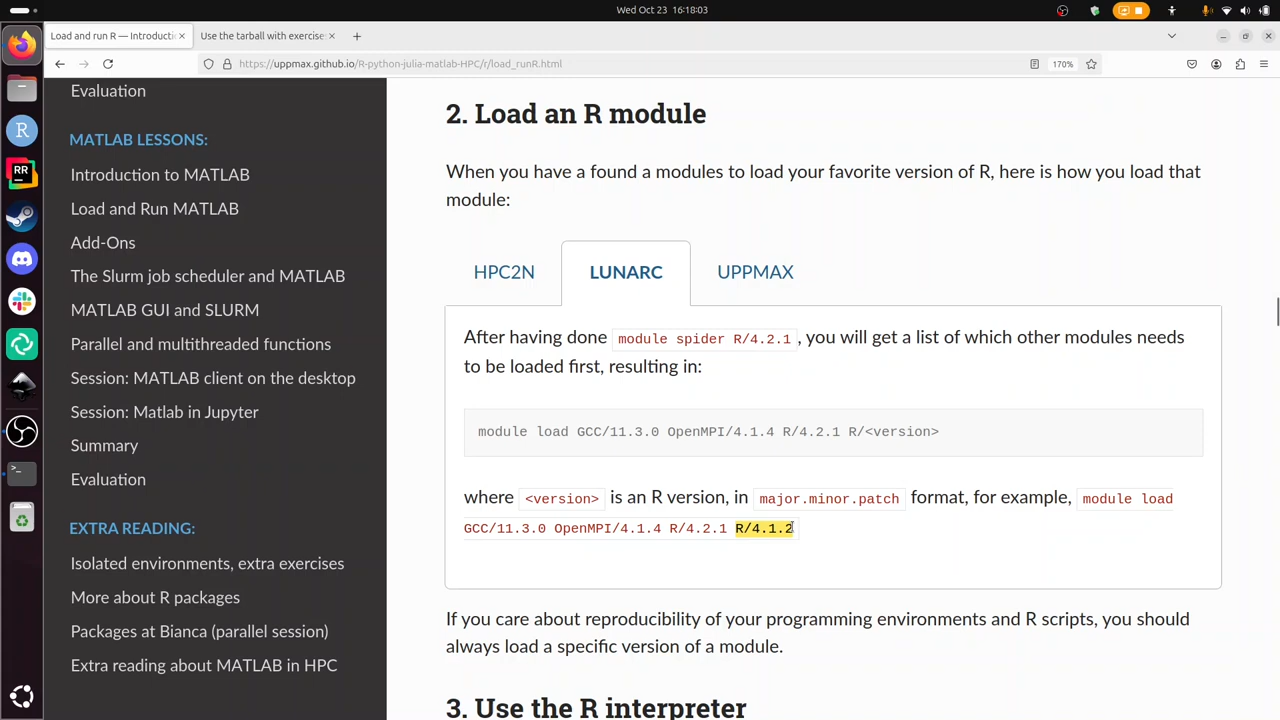 Wed Oct 23 16:18:03
Load and run R — Introducti
Use the tarball with exercise
https://uppmax.github.io/R-python-julia-matlab-HPC/r/load_runR.html
170%
Evaluation
MATLAB LESSONS:
Introduction to MATLAB
Load and Run MATLAB
Add-Ons
The Slurm job scheduler and MATLAB
MATLAB GUI and SLURM
Parallel and multithreaded functions
Session: MATLAB client on the desktop
Session: Matlab in Jupyter
Summary
Evaluation
EXTRA READING:
Isolated environments, extra exercises
More about R packages
Packages at Bianca (parallel session)
Extra reading about MATLAB in HPC
2. Load an R module
When you have a found a modules to load your favorite version of R, here is how you load that
module:
HPC2N
LUNARC
UPPMAX
After having done module spider R/4.2.1, you will get a list of which other modules needs
to be loaded first, resulting in:
module load GCC/11.3.0 OpenMPI/4.1.4 R/4.2.1 R/<version>
where <version> is an R version, in major.minor.patch format, for example, module load
GCC/11.3.0 OpenMPI/4.1.4 R/4.2.1 R/4.1.2
If you care about reproducibility of your programming environments and R scripts, you should
always load a specific version of a module.
3. Use the R interpreter
R
RR